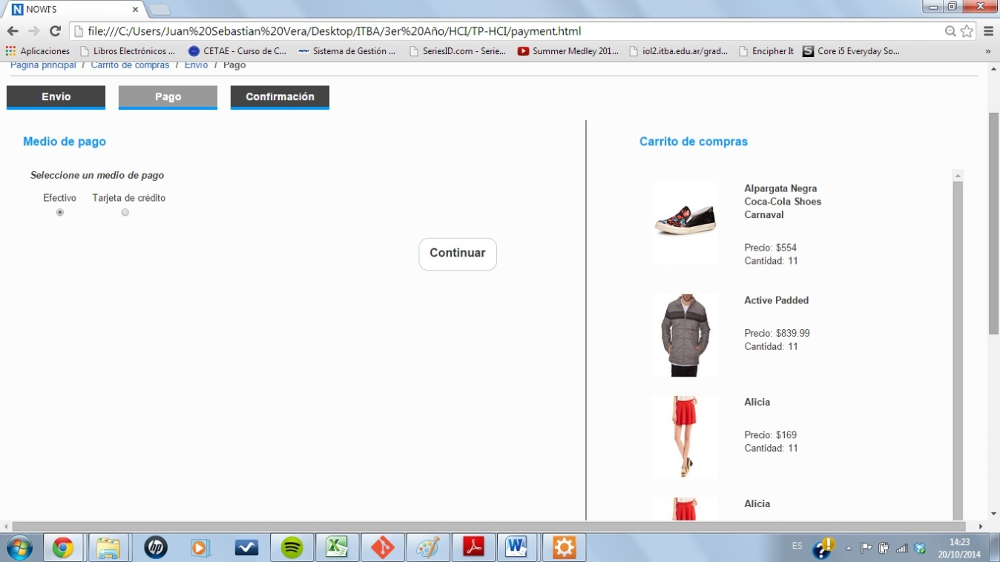 NOWI'S
file:///C:/Users/Juan%20Sebastian%20Vera/Desktop/ITBA/3er%20Año/HCI/TP-HCI/payment.html
Aplicaciones Libros Electrónicos ... CETAE - Curso de C... Sistema de Gestión ... SeriesID.com - Serie... Summer Medley 201... iol2.itba.edu.ar/grad... Encipher It Core i5 Everyday So... »
Pagina principal / Carrito de compras / Envío / Pago
Envío Pago Confirmación
Medio de pago
Seleccione un medio de pago
Efectivo Tarjeta de crédito
Continuar
Carrito de compras
Alpargata Negra
Coca-Cola Shoes
Carnaval
Precio: $554
Cantidad: 11
Active Padded
Precio: $839.99
Cantidad: 11
Alicia
Precio: $169
Cantidad: 11
Alicia
ES
14:23
20/10/2014